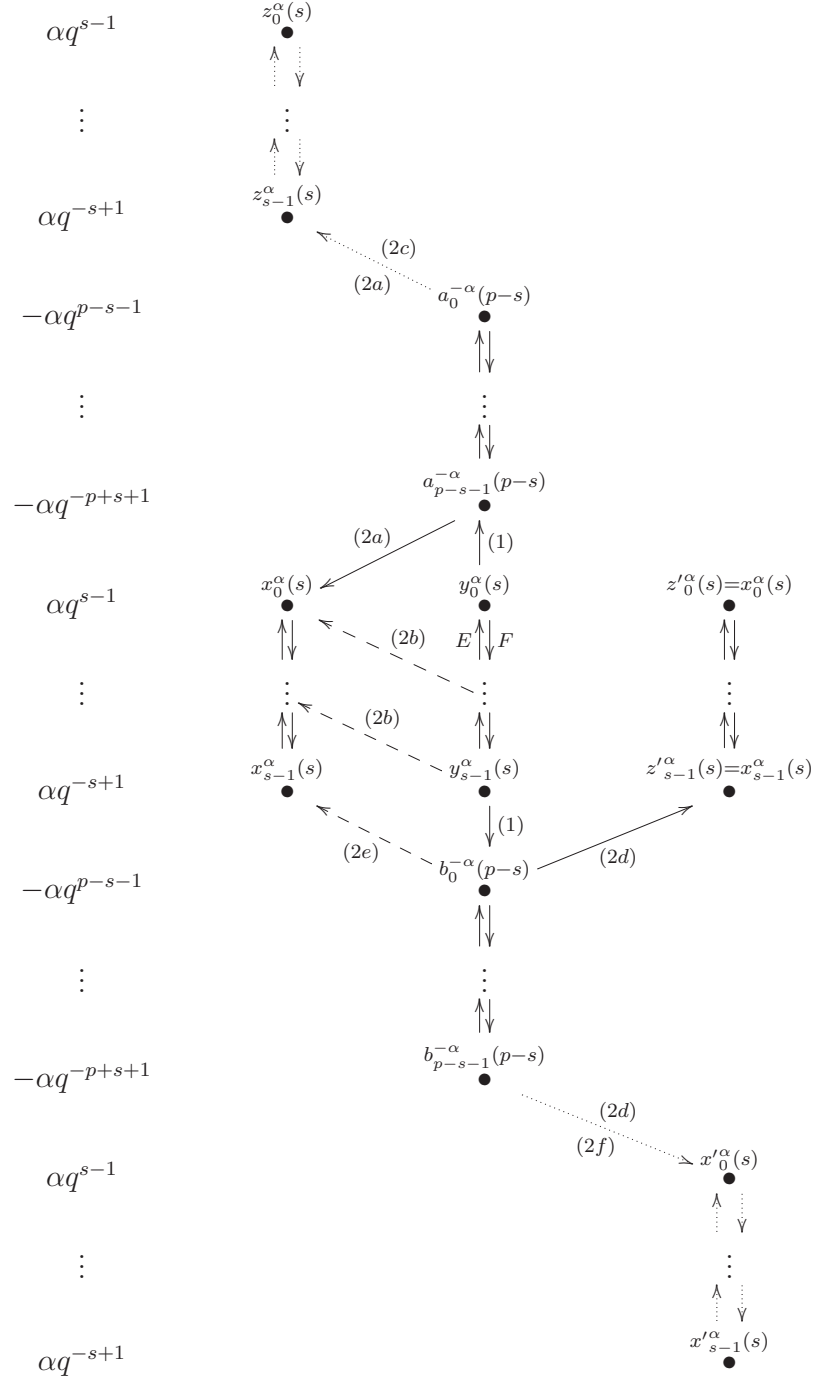 z_0^α(s)
αq^{s−1}
⋮ ⋮
z_{s−1}^α(s)
αq^{−s+1}
(2c)
(2a)
a_0^{−α}(p−s)
−αq^{p−s−1}
⋮ ⋮
a_{p−s−1}^{−α}(p−s)
−αq^{−p+s+1}
(2a) (1)
x_0^α(s) y_0^α(s) z'_0^α(s)=x_0^α(s)
αq^{s−1}
(2b) E F
⋮ ⋮ ⋮ ⋮
(2b)
x_{s−1}^α(s) y_{s−1}^α(s) z'_{s−1}^α(s)=x_{s−1}^α(s)
αq^{−s+1}
(1)
(2e) (2d)
b_0^{−α}(p−s)
−αq^{p−s−1}
⋮ ⋮
b_{p−s−1}^{−α}(p−s)
−αq^{−p+s+1}
(2d)
(2f)
x'_0^α(s)
αq^{s−1}
⋮ ⋮
x'_{s−1}^α(s)
αq^{−s+1}